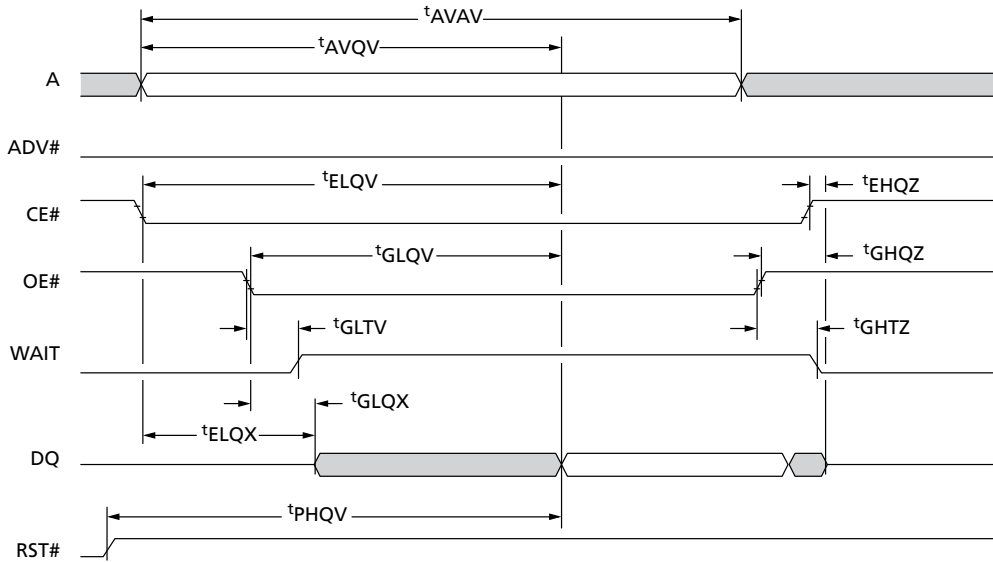 tAVAV
tAVQV
A
ADV#
tELQV
tEHQZ
CE#
tGLQV
tGHQZ
OE#
tGLTV
tGHTZ
WAIT
tGLQX
tELQX
DQ
tPHQV
RST#